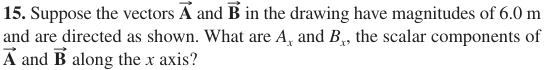 15. Suppose the vectors A⃗ and B⃗ in the drawing have magnitudes of 6.0 m
and are directed as shown. What are Aₓ and Bₓ, the scalar components of
A⃗ and B⃗ along the x axis?